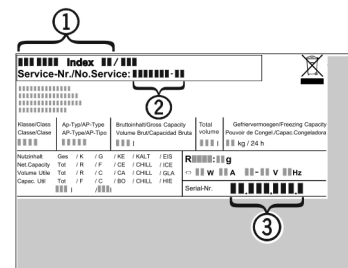 1
Index /
Service-Nr./No.Service: -
2
Klasse/Class Ap-Typ/AP-Type Bruttoinhalt/Gross Capacity Total Gefriervermoegen/Freezing Capacity
Classe/Clase AP-Type/AP-Tipo Volume Brut/Capacidad Bruta volume Pouvoir de Congel./Capac.Congeladora
I I kg / 24 h
Nutzinhalt Ges / K / G / KE / KALT / EIS
Net.Capacity Tot / R / F / CE / CHILL / ICE
Volume Utile Tot / R / C / CA / CHILL / GLA
Capac. Util Tot / F / C / BO / CHILL / HIE
I / I
R : g
W A - V Hz
Serial-Nr. . . .
3